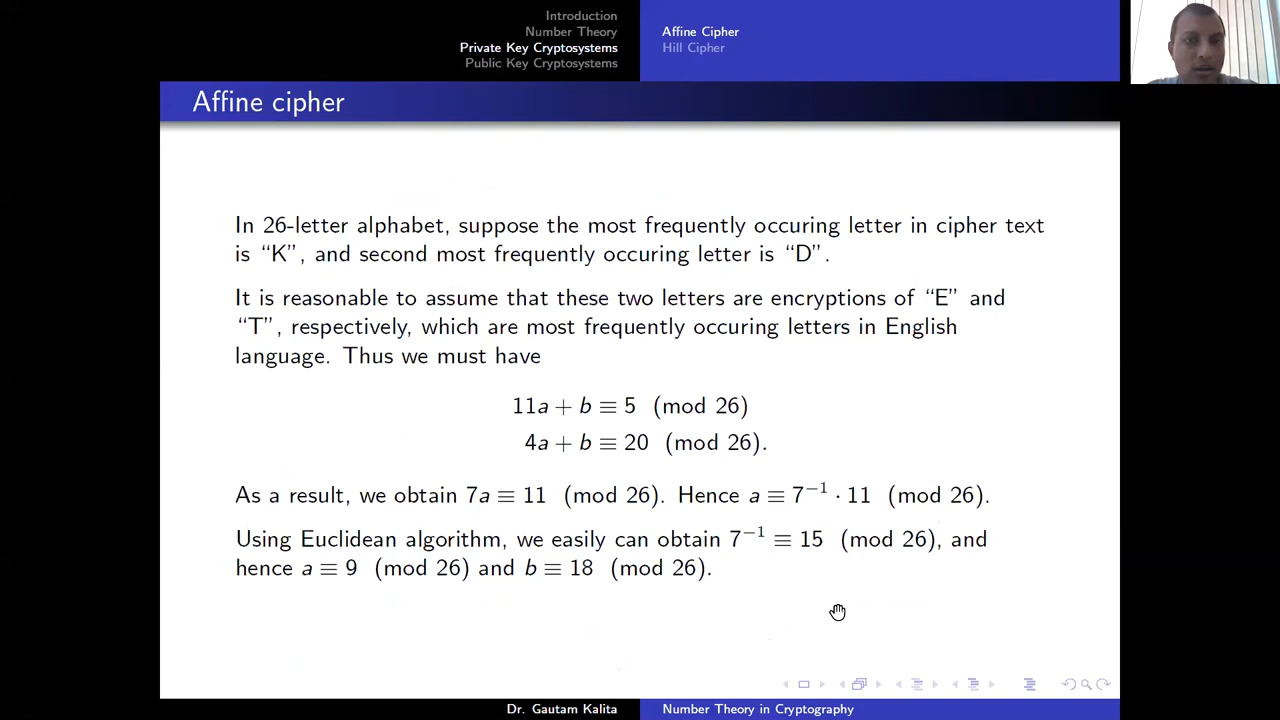 Introduction
Number Theory
Private Key Cryptosystems
Public Key Cryptosystems
Affine Cipher
Hill Cipher
Affine cipher
In 26-letter alphabet, suppose the most frequently occuring letter in cipher text
is “K”, and second most frequently occuring letter is “D”.
It is reasonable to assume that these two letters are encryptions of “E” and
“T”, respectively, which are most frequently occuring letters in English
language. Thus we must have
11a + b ≡ 5 (mod 26)
4a + b ≡ 20 (mod 26).
As a result, we obtain 7a ≡ 11 (mod 26). Hence a ≡ 7⁻¹ · 11 (mod 26).
Using Euclidean algorithm, we easily can obtain 7⁻¹ ≡ 15 (mod 26), and
hence a ≡ 9 (mod 26) and b ≡ 18 (mod 26).
Dr. Gautam Kalita
Number Theory in Cryptography